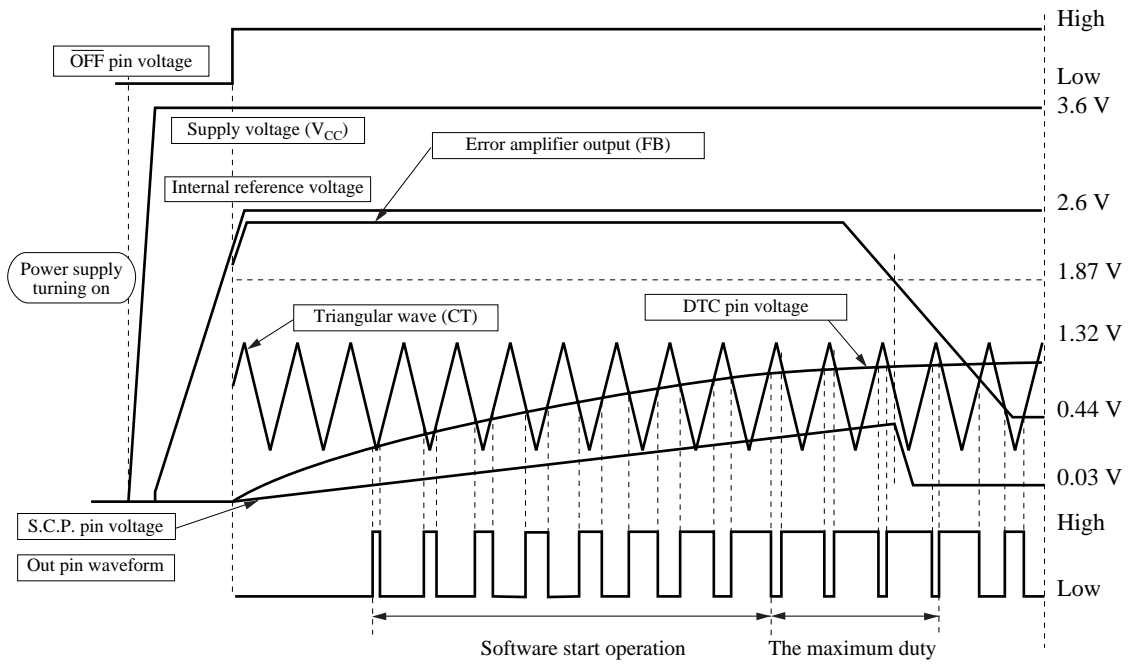 High
O̅F̅F̅ pin voltage
Low
3.6 V
Supply voltage (VCC)
Error amplifier output (FB)
Internal reference voltage
2.6 V
Power supply
turning on
1.87 V
DTC pin voltage
Triangular wave (CT)
1.32 V
0.44 V
0.03 V
S.C.P. pin voltage
High
Out pin waveform
Low
Software start operation
The maximum duty